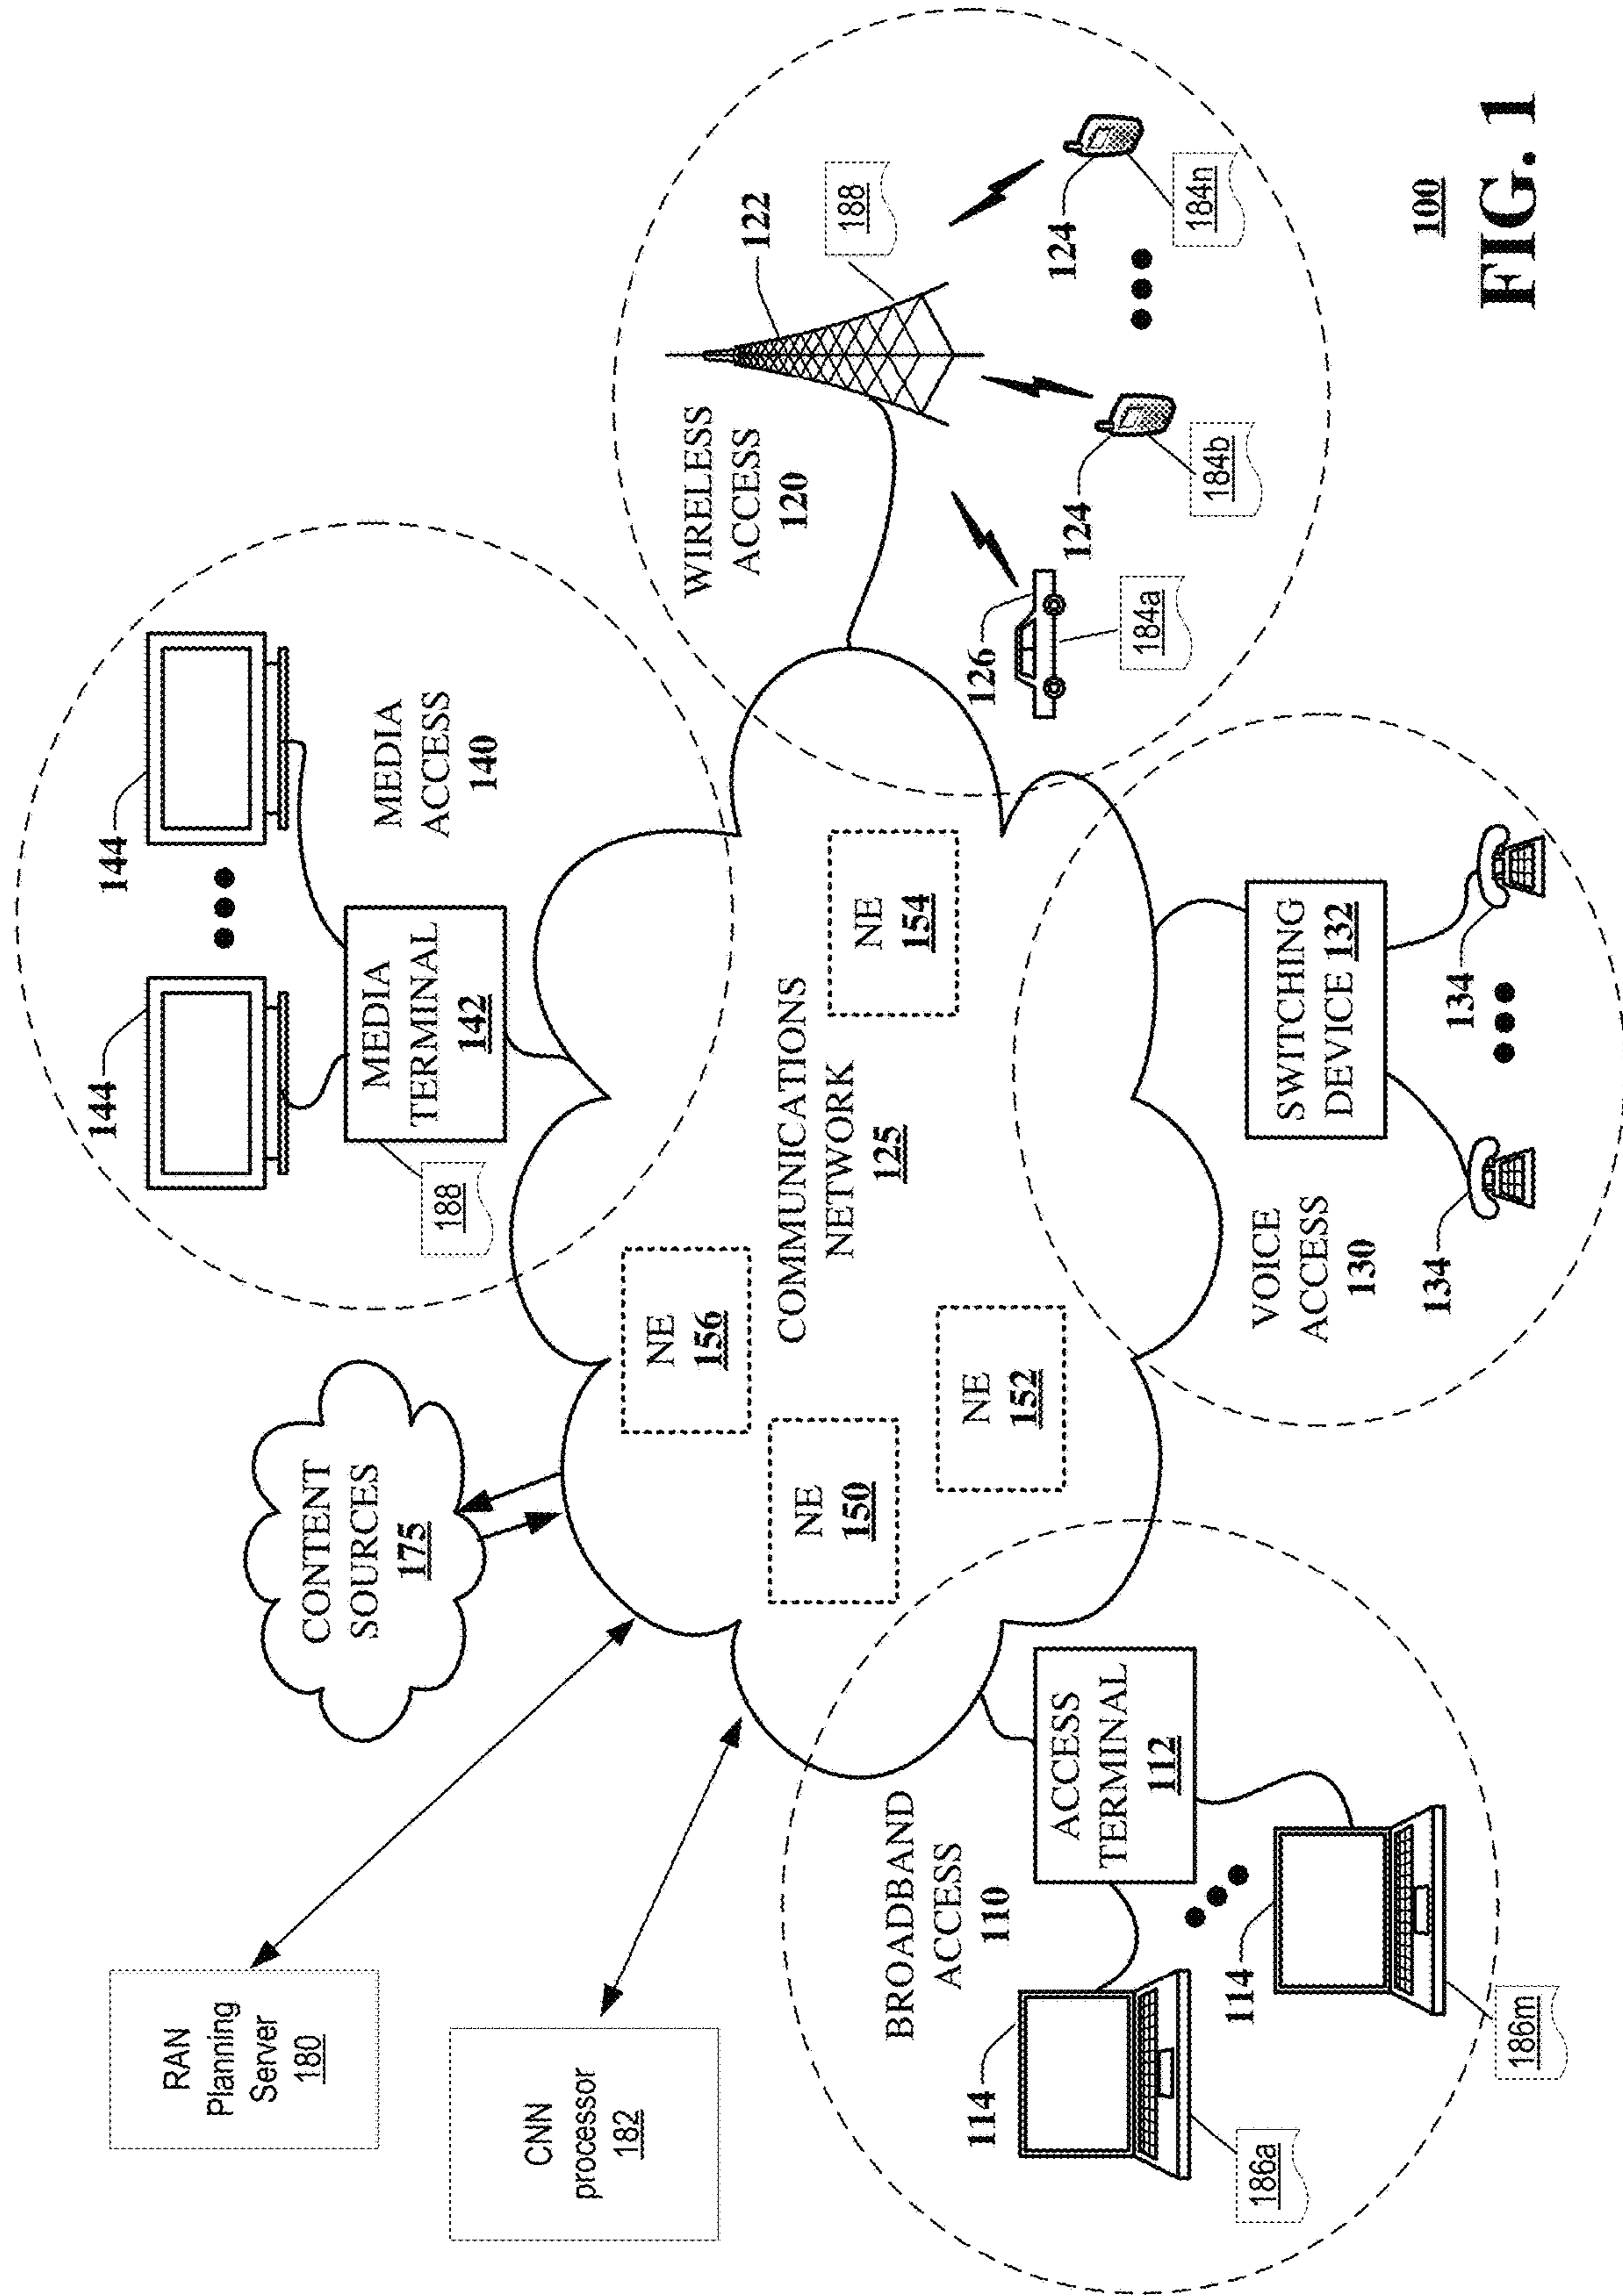 RAN
Planning
Server
180
CNN
processor
182
CONTENT
SOURCES
175
144
144
MEDIA
TERMINAL
142
188
MEDIA
ACCESS
140
NE
156
NE
150
NE
152
NE
154
COMMUNICATIONS
NETWORK
125
WIRELESS
ACCESS
120
122
188
126
184a
124
184b
124
184n
BROADBAND
ACCESS
110
ACCESS
TERMINAL
112
114
186a
114
186m
VOICE
ACCESS
130
SWITCHING
DEVICE 132
134
134
100
FIG. 1